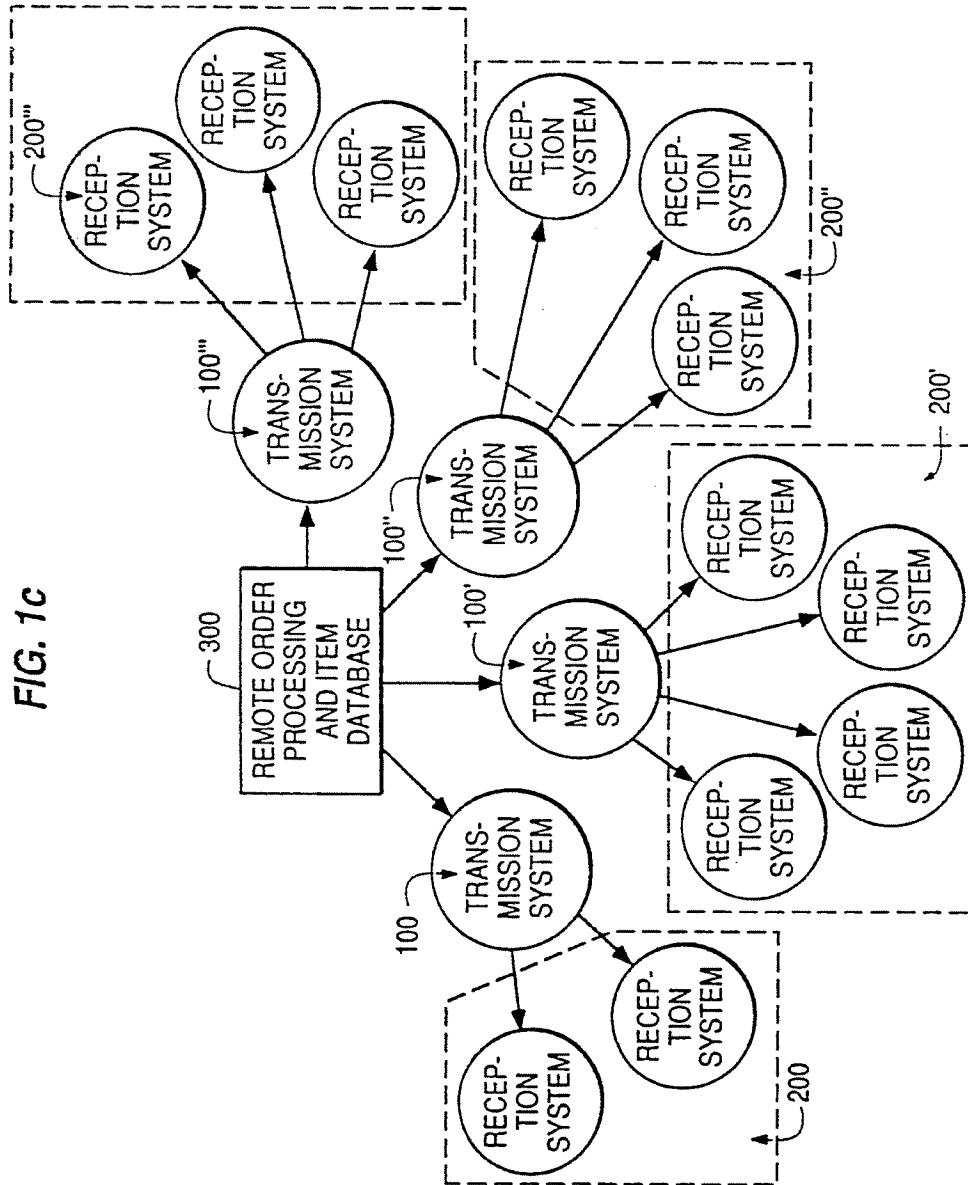 FIG. 1c
300
REMOTE ORDER
PROCESSING
AND ITEM
DATABASE
100
TRANS-
MISSION
SYSTEM
100'
TRANS-
MISSION
SYSTEM
100''
TRANS-
MISSION
SYSTEM
100'''
TRANS-
MISSION
SYSTEM
RECEP-
TION
SYSTEM
RECEP-
TION
SYSTEM
200
RECEP-
TION
SYSTEM
RECEP-
TION
SYSTEM
RECEP-
TION
SYSTEM
RECEP-
TION
SYSTEM
200'
RECEP-
TION
SYSTEM
RECEP-
TION
SYSTEM
RECEP-
TION
SYSTEM
200''
200'''
RECEP-
TION
SYSTEM
RECEP-
TION
SYSTEM
RECEP-
TION
SYSTEM